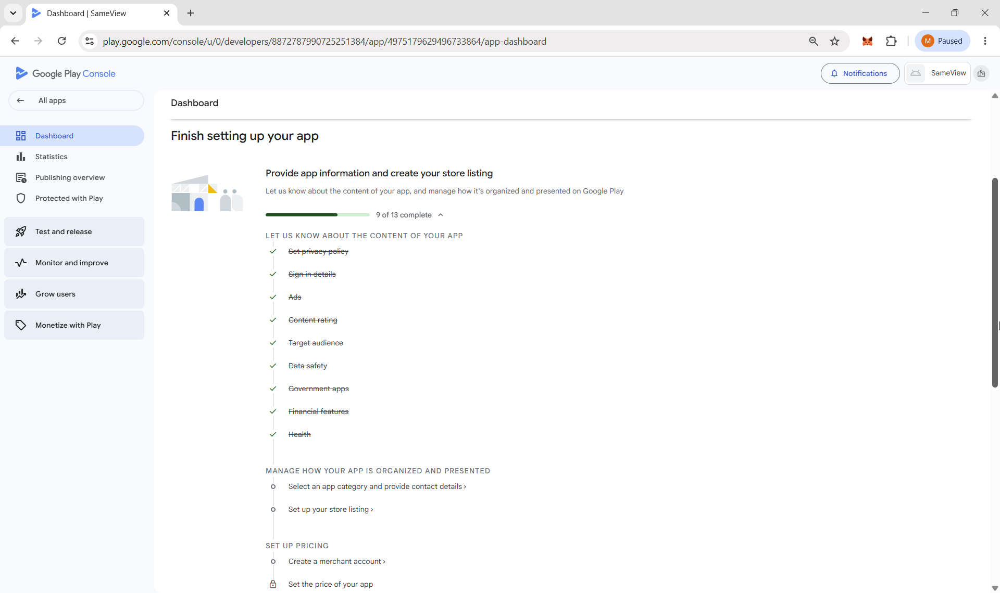 Dashboard | SameView
play.google.com/console/u/0/developers/8872787990725251384/app/4975179629496733864/app-dashboard
M Paused
Google Play Console
Notifications
SameView
All apps
Dashboard
Statistics
Publishing overview
Protected with Play
Test and release
Monitor and improve
Grow users
Monetize with Play
Dashboard
Finish setting up your app
Provide app information and create your store listing
Let us know about the content of your app, and manage how it's organized and presented on Google Play
9 of 13 complete
LET US KNOW ABOUT THE CONTENT OF YOUR APP
Set privacy policy
Sign in details
Ads
Content rating
Target audience
Data safety
Government apps
Financial features
Health
MANAGE HOW YOUR APP IS ORGANIZED AND PRESENTED
Select an app category and provide contact details ›
Set up your store listing ›
SET UP PRICING
Create a merchant account ›
Set the price of your app